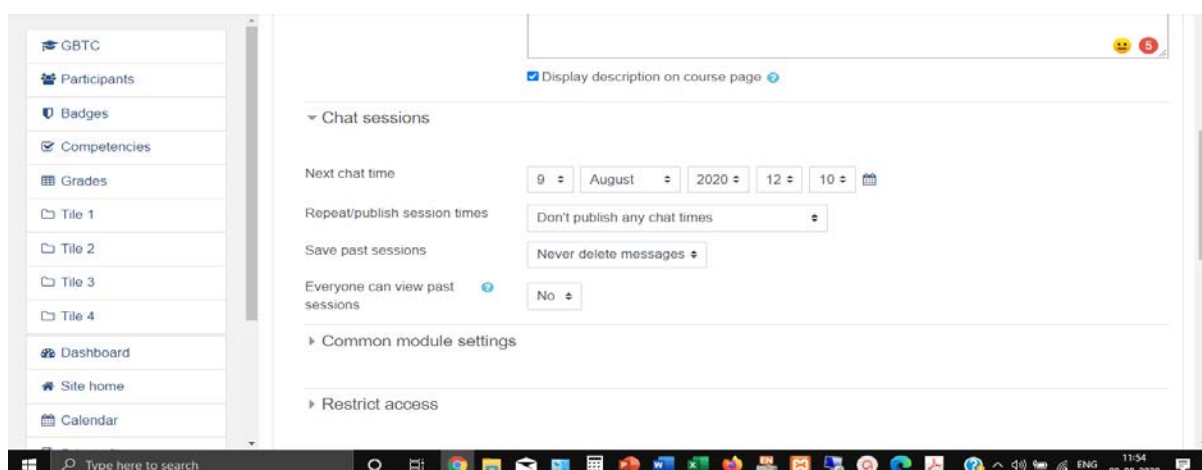 GBTC
Participants
Badges
Competencies
Grades
Tile 1
Tile 2
Tile 3
Tile 4
Dashboard
Site home
Calendar
5
Display description on course page
Chat sessions
Next chat time 9 August 2020 12 10
Repeat/publish session times Don't publish any chat times
Save past sessions Never delete messages
Everyone can view past
sessions No
Common module settings
Restrict access
Type here to search
ENG 11:54